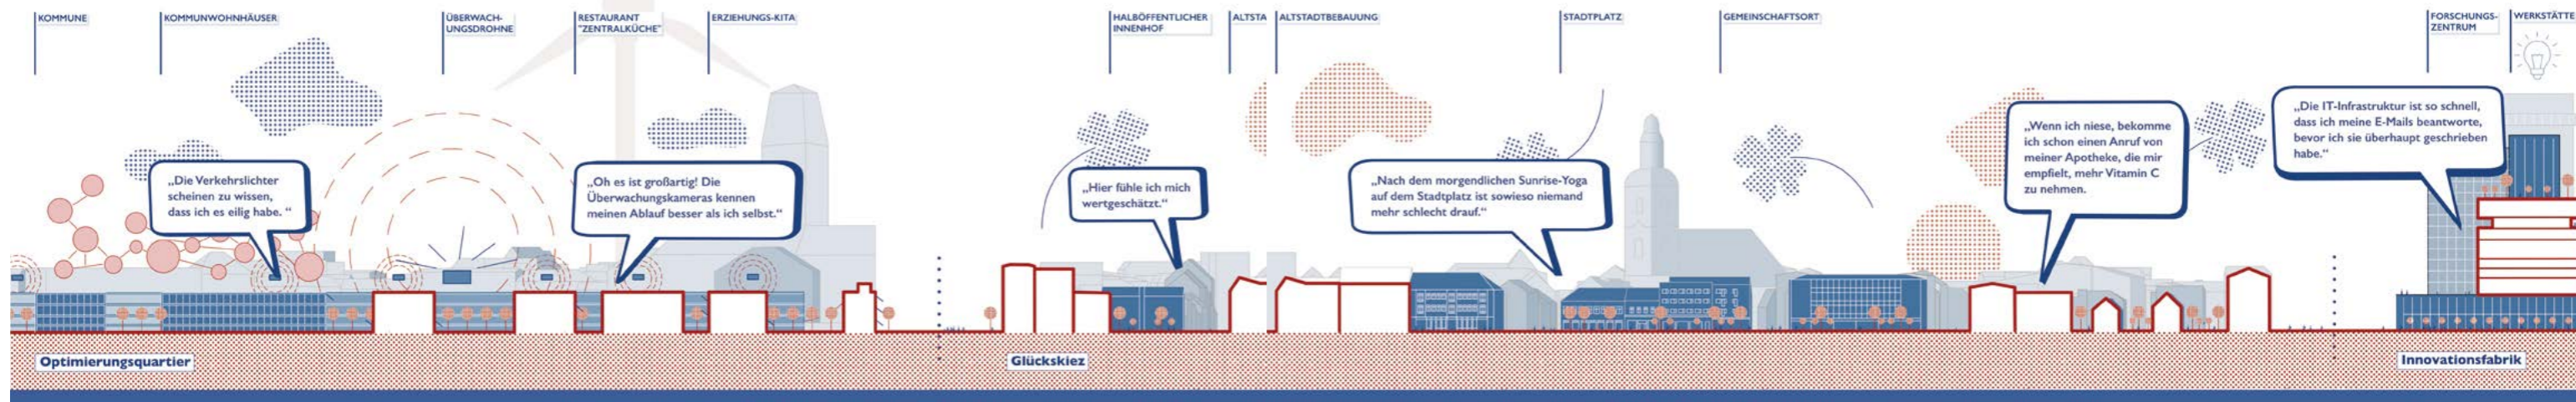 KOMMUNE
KOMMUNWOHNHÄUSER
ÜBERWACH-
UNGSDROHNE
RESTAURANT
"ZENTRALKÜCHE"
ERZIEHUNGS-KITA
HALBÖFFENTLICHER
INNENHOF
ALTSTA
ALTSTADTBEBAUUNG
STADTPLATZ
GEMEINSCHAFTSORT
FORSCHUNGS-
ZENTRUM
WERKSTÄTTE
„Die Verkehrslichter
scheinen zu wissen,
dass ich es eilig habe. “
„Oh es ist großartig! Die
Überwachungskameras kennen
meinen Ablauf besser als ich selbst.“
„Hier fühle ich mich
wertgeschätzt.“
„Nach dem morgendlichen Sunrise-Yoga
auf dem Stadtplatz ist sowieso niemand
mehr schlecht drauf.“
„Wenn ich niese, bekomme
ich schon einen Anruf von
meiner Apotheke, die mir
empfielt, mehr Vitamin C
zu nehmen.
„Die IT-Infrastruktur ist so schnell,
dass ich meine E-Mails beantworte,
bevor ich sie überhaupt geschrieben
habe.“
Optimierungsquartier
Glückskiez
Innovationsfabrik